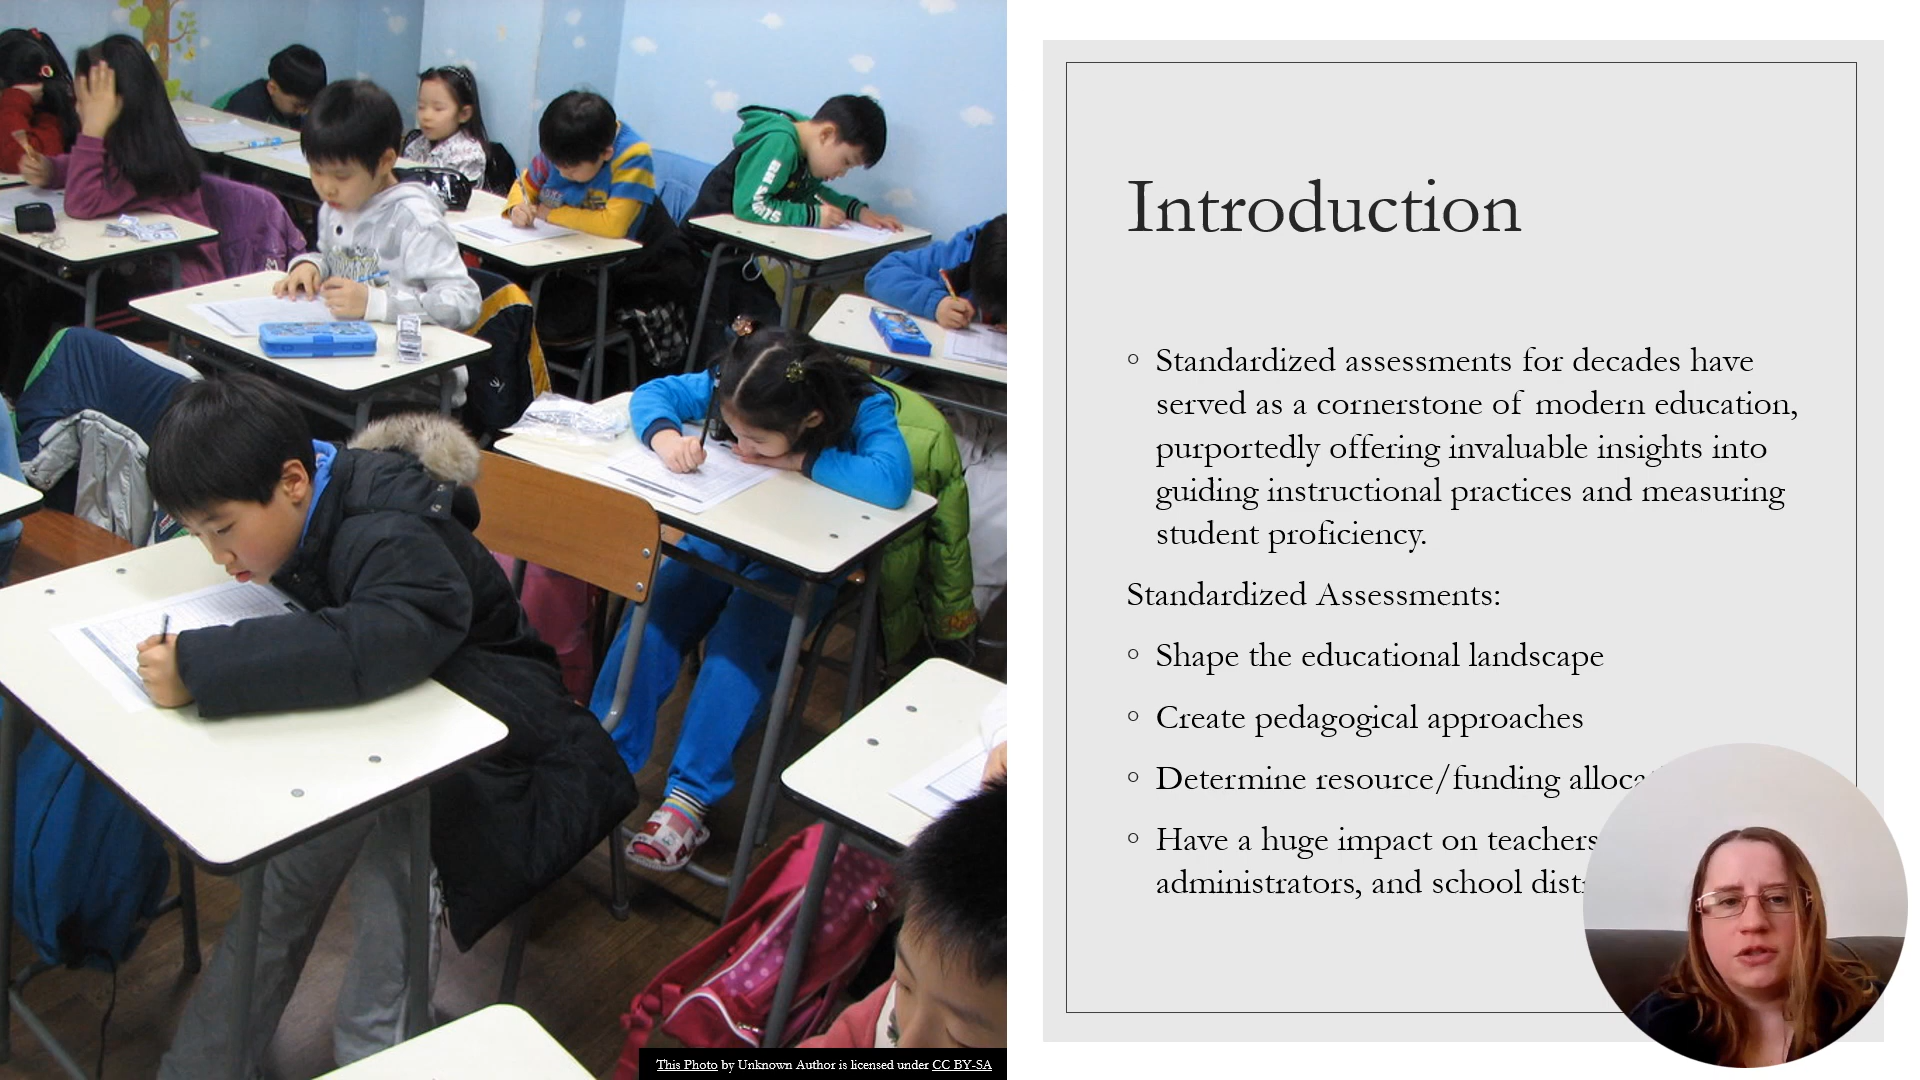 Introduction
◦ Standardized assessments for decades have
served as a cornerstone of modern education,
purportedly offering invaluable insights into
guiding instructional practices and measuring
student proficiency.
Standardized Assessments:
◦ Shape the educational landscape
◦ Create pedagogical approaches
◦ Determine resource/funding
◦ Have a huge impact on teachers
administrators, and school
This Photo by Unknown Author is licensed under CC BY-SA